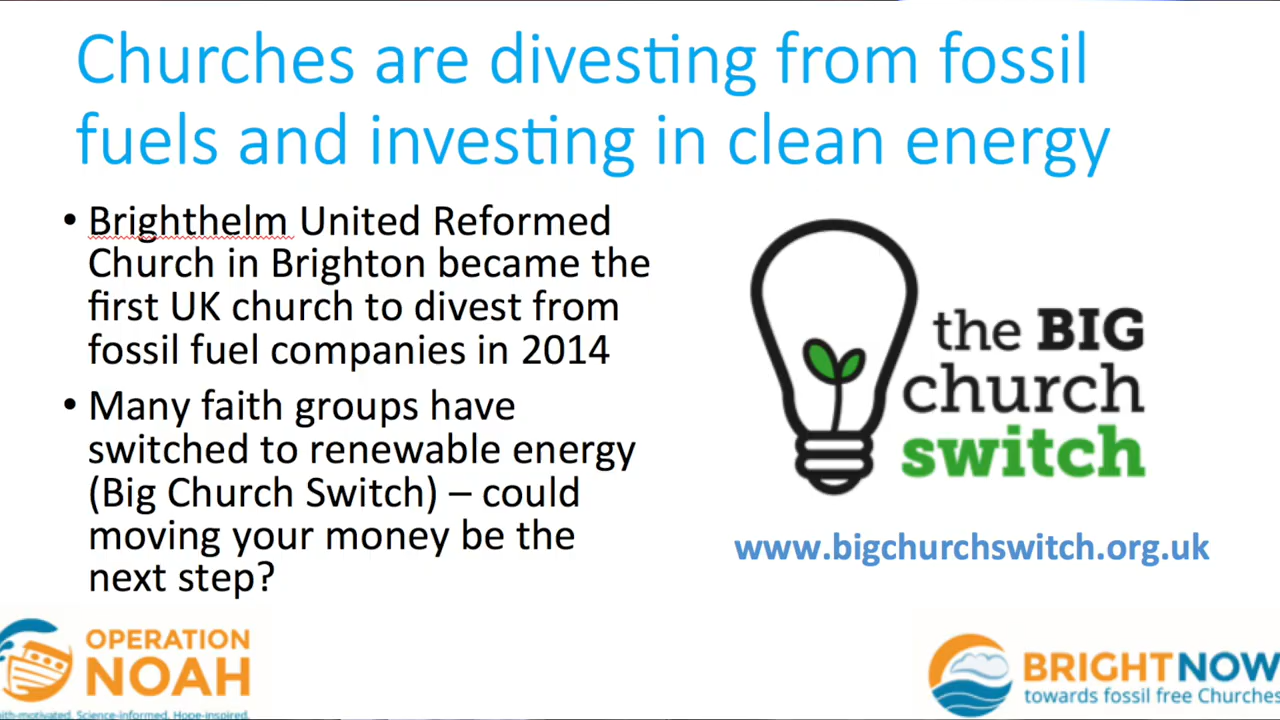 Churches are divesting from fossil
fuels and investing in clean energy
• Brighthelm United Reformed
Church in Brighton became the
first UK church to divest from
fossil fuel companies in 2014
• Many faith groups have
switched to renewable energy
(Big Church Switch) – could
moving your money be the
next step?
the BIG
church
switch
www.bigchurchswitch.org.uk
OPERATION
NOAH
Science-informed. Hope-inspired.
BRIGHTNOW
towards fossil free Churches